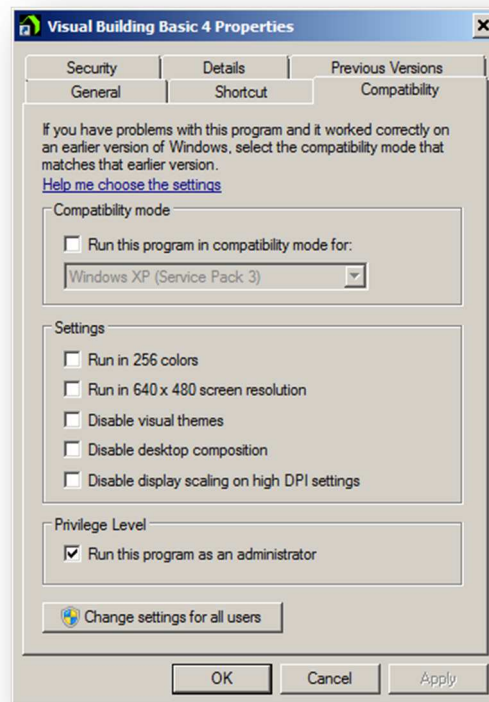 Visual Building Basic 4 Properties
Security
Details
Previous Versions
General
Shortcut
Compatibility
If you have problems with this program and it worked correctly on
an earlier version of Windows, select the compatibility mode that
matches that earlier version.
Help me choose the settings
Compatibility mode
Run this program in compatibility mode for:
Windows XP (Service Pack 3)
Settings
Run in 256 colors
Run in 640 x 480 screen resolution
Disable visual themes
Disable desktop composition
Disable display scaling on high DPI settings
Privilege Level
Run this program as an administrator
Change settings for all users
OK
Cancel
Apply